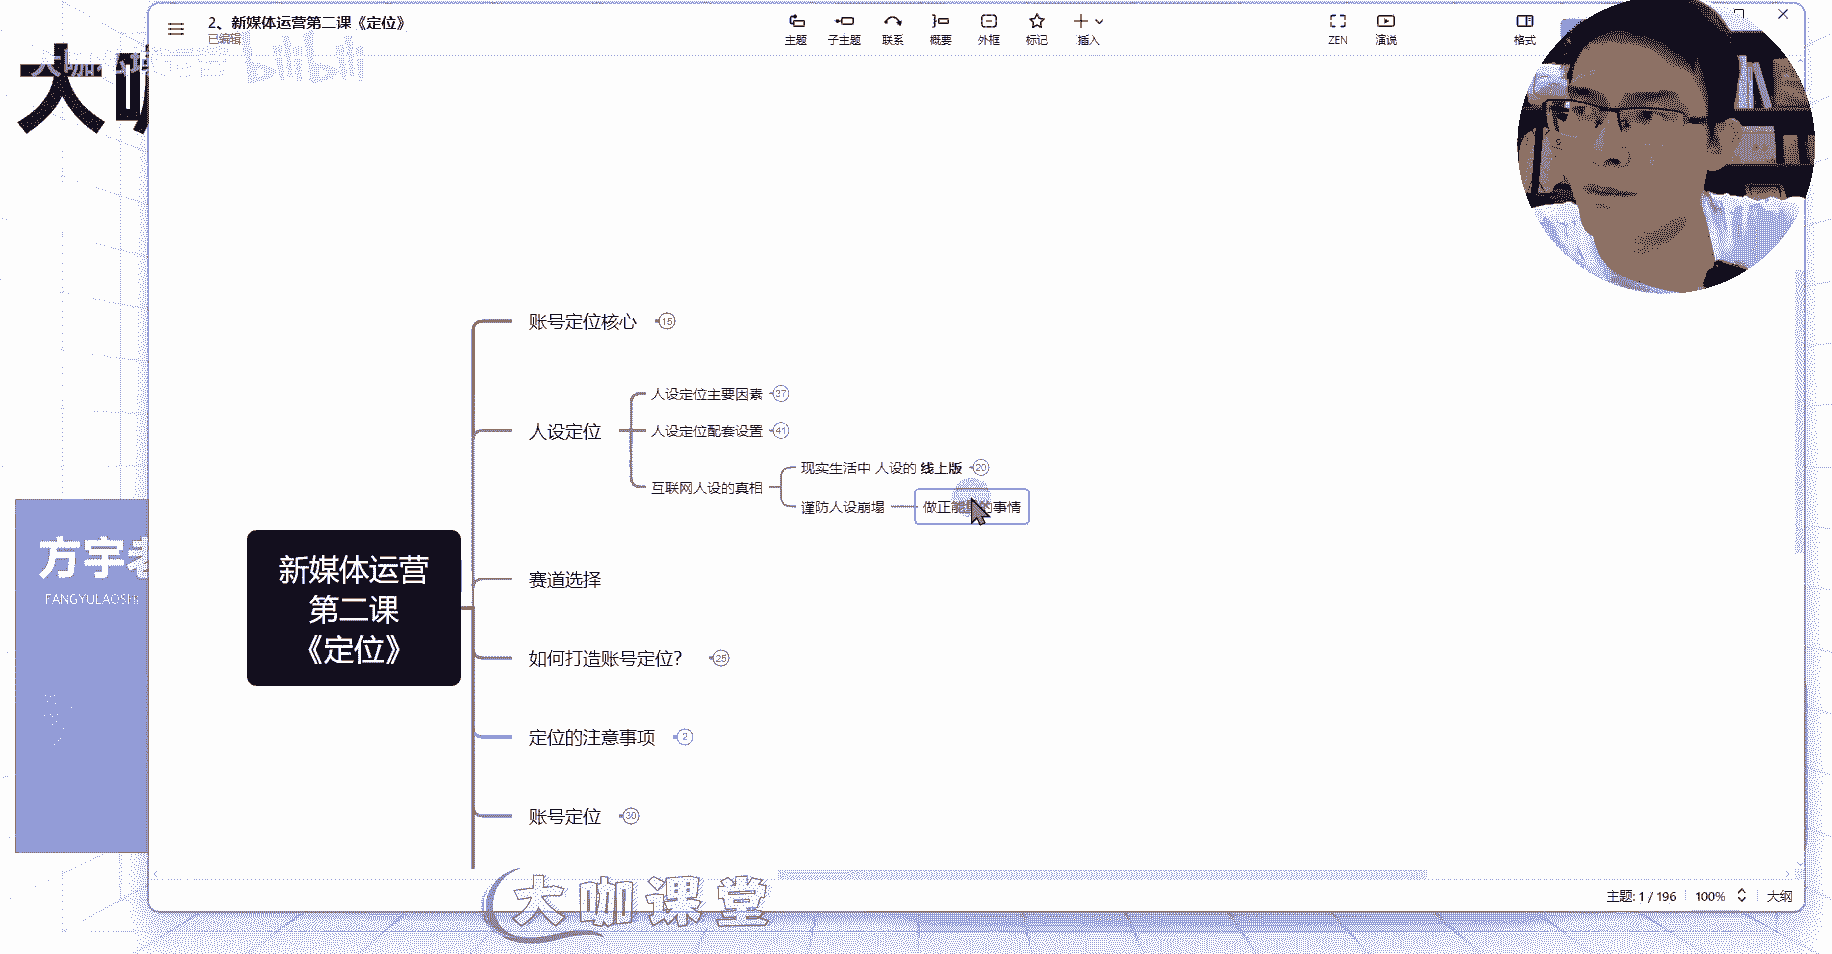 2、新媒体运营第二课《定位》
已编辑
主题
子主题
联系
概要
外框
标记
插入
ZEN
演说
格式
bilibili
大咖
账号定位核心
15
人设定位
人设定位主要因素
37
人设定位配套设置
41
互联网人设的真相
现实生活中 人设的 线上版
20
谨防人设崩塌
做正能量的事情
赛道选择
新媒体运营
第二课
《定位》
如何打造账号定位?
25
定位的注意事项
2
账号定位
30
方宇老
FANGYULAOSHI
大咖课堂
主题: 1 / 196
100%
大纲